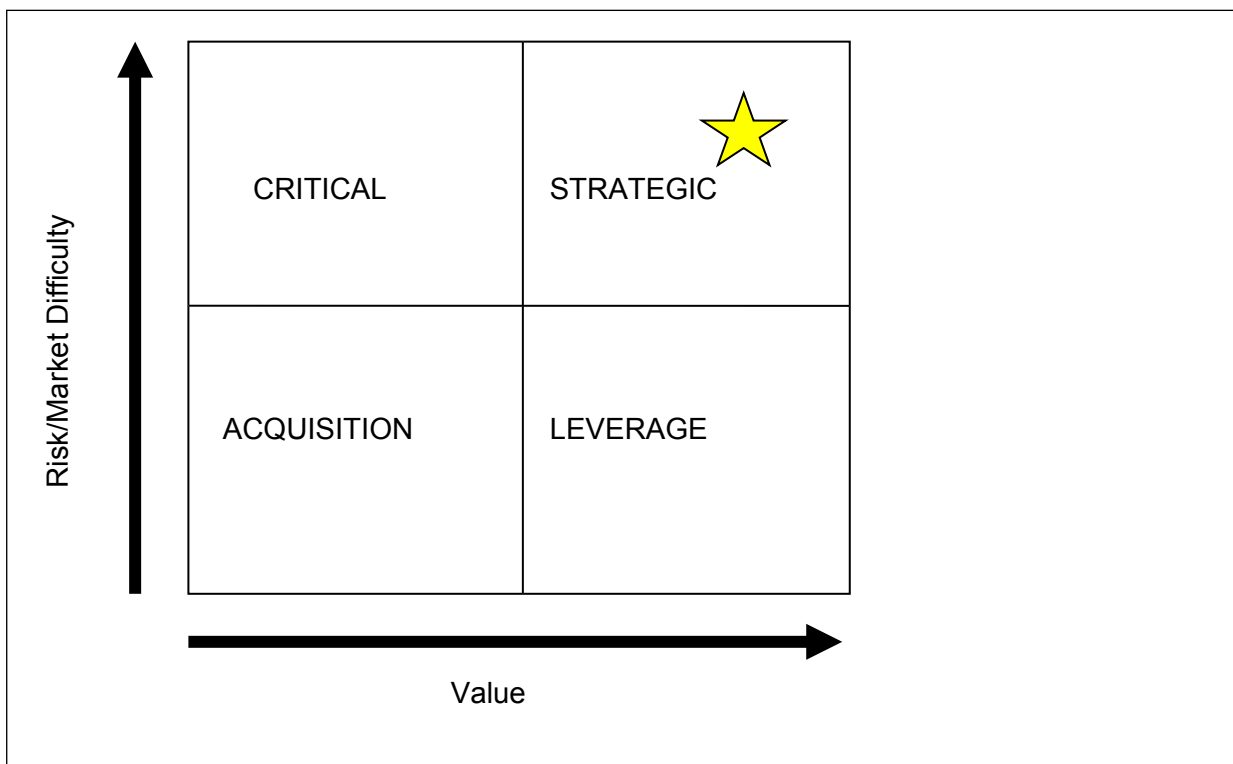 CRITICAL
STRATEGIC
ACQUISITION
LEVERAGE
Risk/Market Difficulty
Value